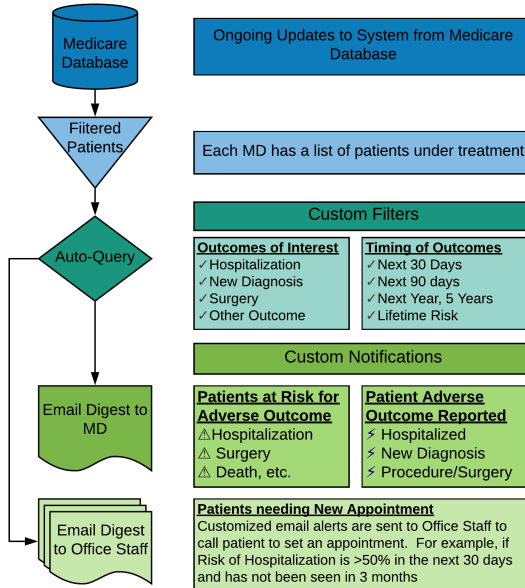 Medicare
Database
Ongoing Updates to System from Medicare
Database
Fiitered
Patients
Each MD has a list of patients under treatment
Custom Filters
Auto-Query
Outcomes of Interest
✓Hospitalization
✓New Diagnosis
✓Surgery
✓Other Outcome
Timing of Outcomes
✓Next 30 Days
✓Next 90 days
✓Next Year, 5 Years
✓Lifetime Risk
Custom Notifications
Email Digest to
MD
Patients at Risk for
Adverse Outcome
⚠Hospitalization
⚠ Surgery
⚠ Death, etc.
Patient Adverse
Outcome Reported
⚡ Hospitalized
⚡ New Diagnosis
⚡ Procedure/Surgery
Email Digest
to Office Staff
Patients needing New Appointment
Customized email alerts are sent to Office Staff to
call patient to set an appointment.  For example, if
Risk of Hospitalization is >50% in the next 30 days
and has not been seen in 3 months